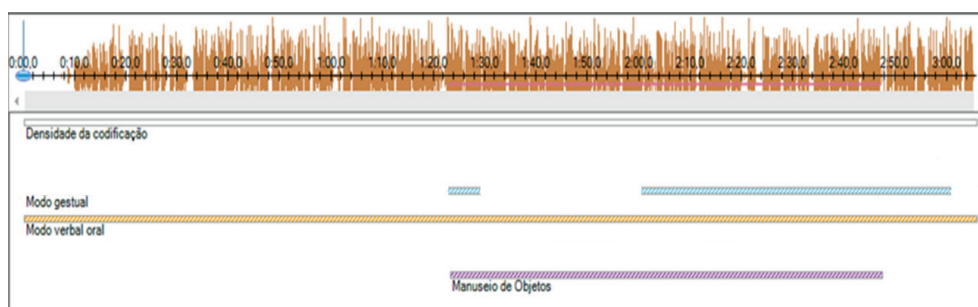 0:00,0 0:10,0 0:20,0 0:30,0 0:40,0 0:50,0 1:00,0 1:10,0 1:20,0 1:30,0 1:40,0 1:50,0 2:00,0 2:10,0 2:20,0 2:30,0 2:40,0 2:50,0 3:00,0
Densidade da codificação
Modo gestual
Modo verbal oral
Manuseio de Objetos